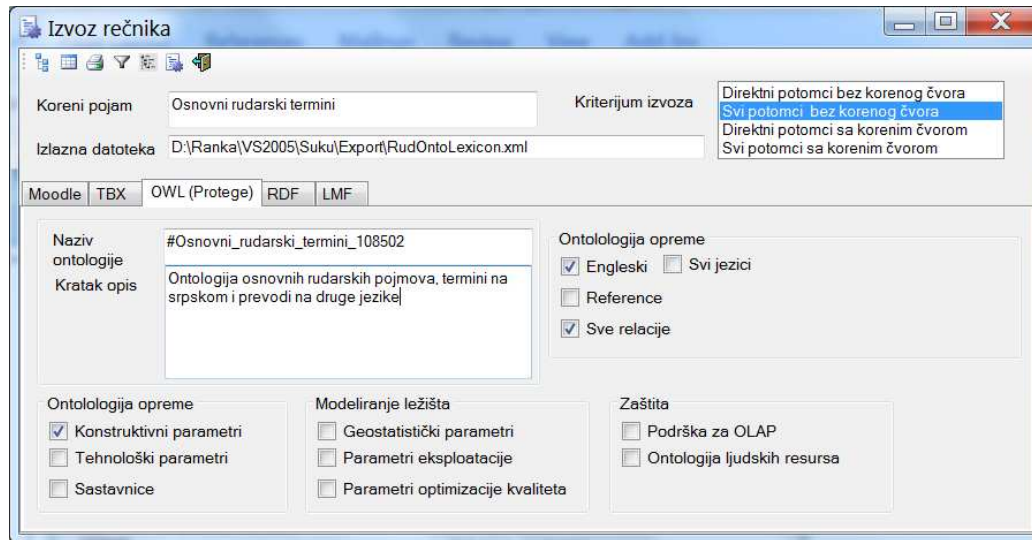 Izvoz rečnika
Koreni pojam
Osnovni rudarski termini
Kriterijum izvoza
Direktni potomci bez korenog čvora
Svi potomci bez korenog čvora
Direktni potomci sa korenim čvorom
Svi potomci sa korenim čvorom
Izlazna datoteka
D:\Ranka\VS2005\Suku\Export\RudOntoLexicon.xml
Moodle TBX OWL (Protege) RDF LMF
Naziv
ontologije
#Osnovni_rudarski_termini_108502
Kratak opis
Ontologija osnovnih rudarskih pojmova, termini na
srpskom i prevodi na druge jezike
Ontolologija opreme
Engleski Svi jezici
Reference
Sve relacije
Ontolologija opreme
Konstruktivni parametri
Tehnološki parametri
Sastavnice
Modeliranje ležišta
Geostatistički parametri
Parametri eksploatacije
Parametri optimizacije kvaliteta
Zaštita
Podrška za OLAP
Ontologija ljudskih resursa